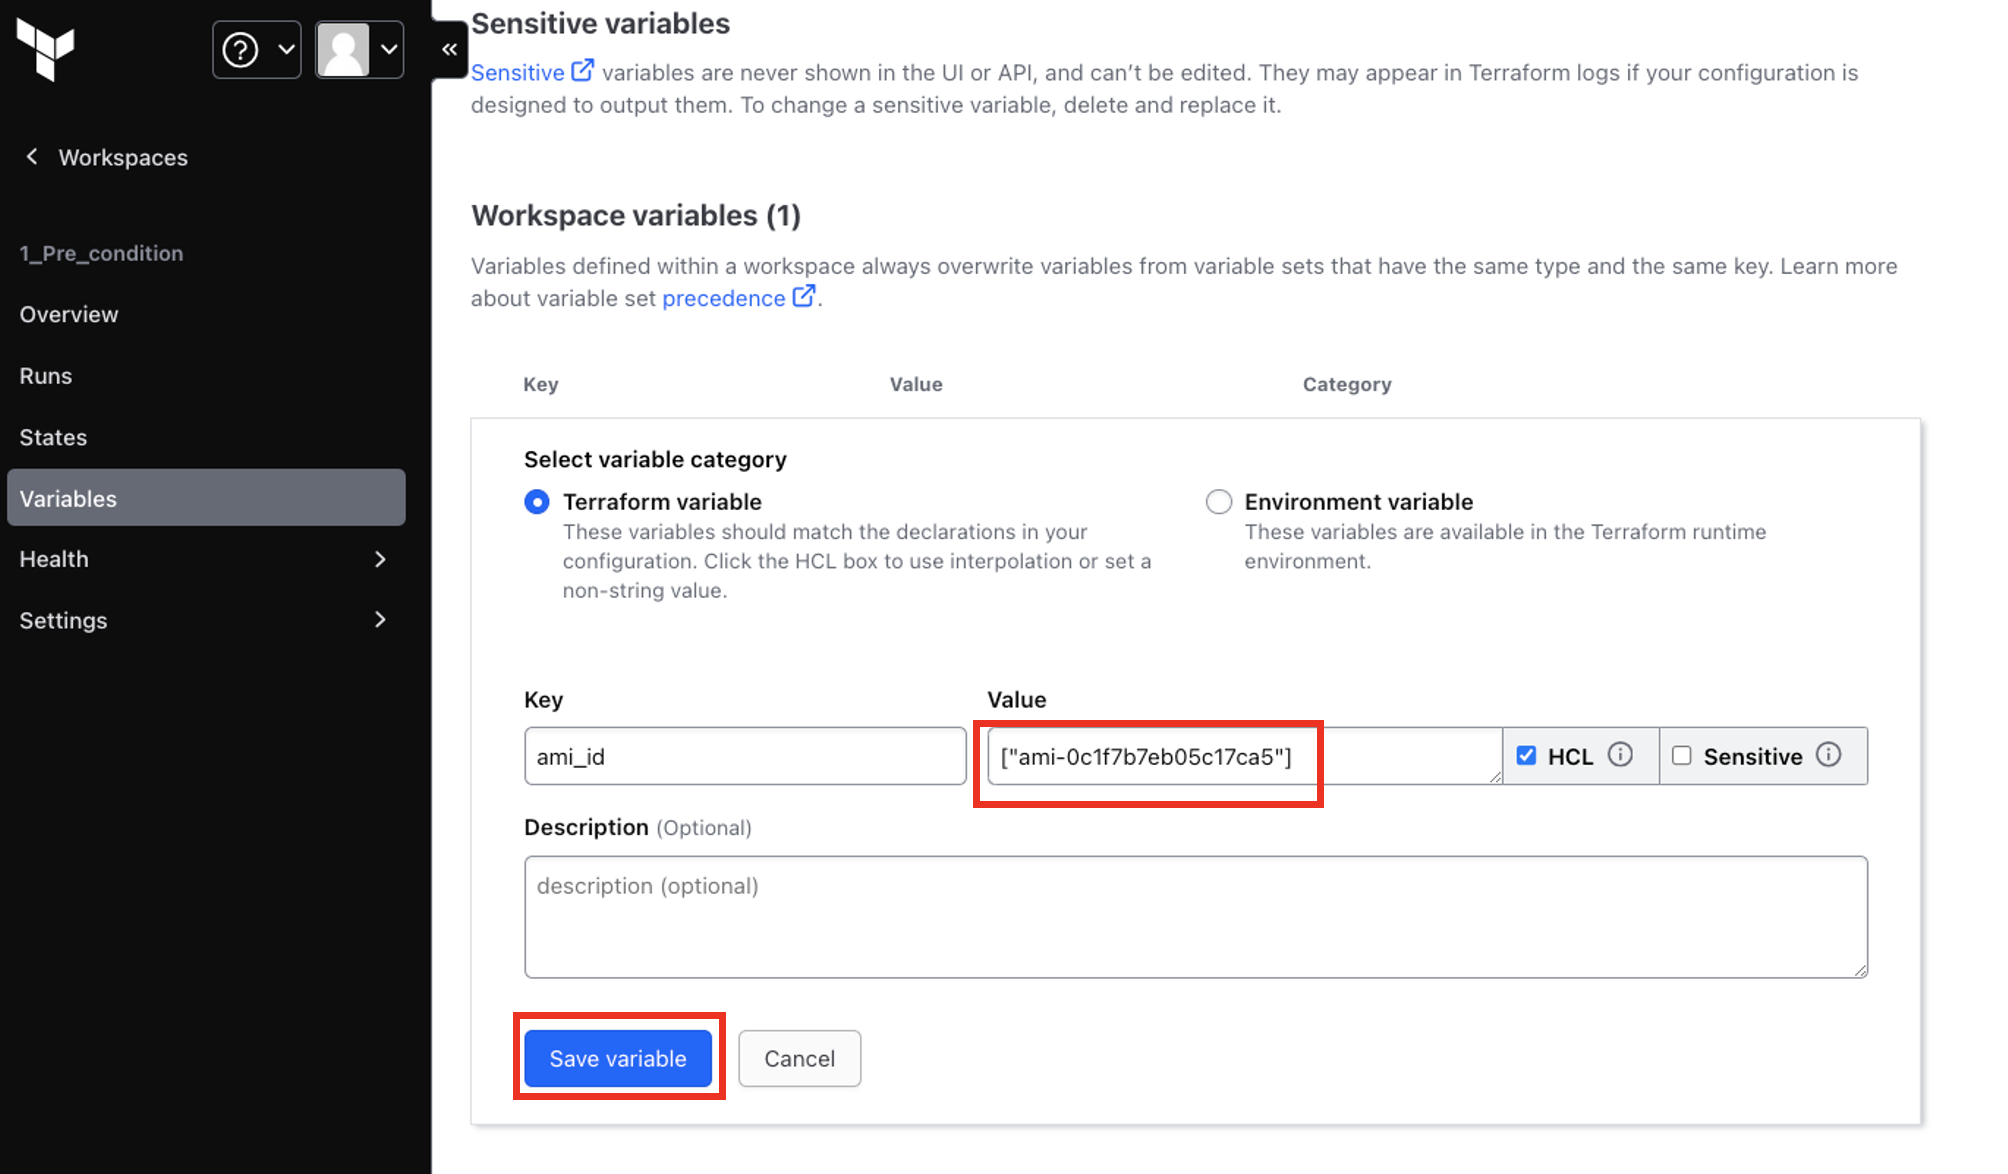 «
Workspaces
1_Pre_condition
Overview
Runs
States
Variables
Health
Settings
Sensitive variables
Sensitive variables are never shown in the UI or API, and can’t be edited. They may appear in Terraform logs if your configuration is
designed to output them. To change a sensitive variable, delete and replace it.
Workspace variables (1)
Variables defined within a workspace always overwrite variables from variable sets that have the same type and the same key. Learn more
about variable set precedence .
Key Value Category
Select variable category
Terraform variable
These variables should match the declarations in your
configuration. Click the HCL box to use interpolation or set a
non-string value.
Environment variable
These variables are available in the Terraform runtime
environment.
Key Value
ami_id ["ami-0c1f7b7eb05c17ca5"] HCL Sensitive
Description (Optional)
description (optional)
Save variable Cancel